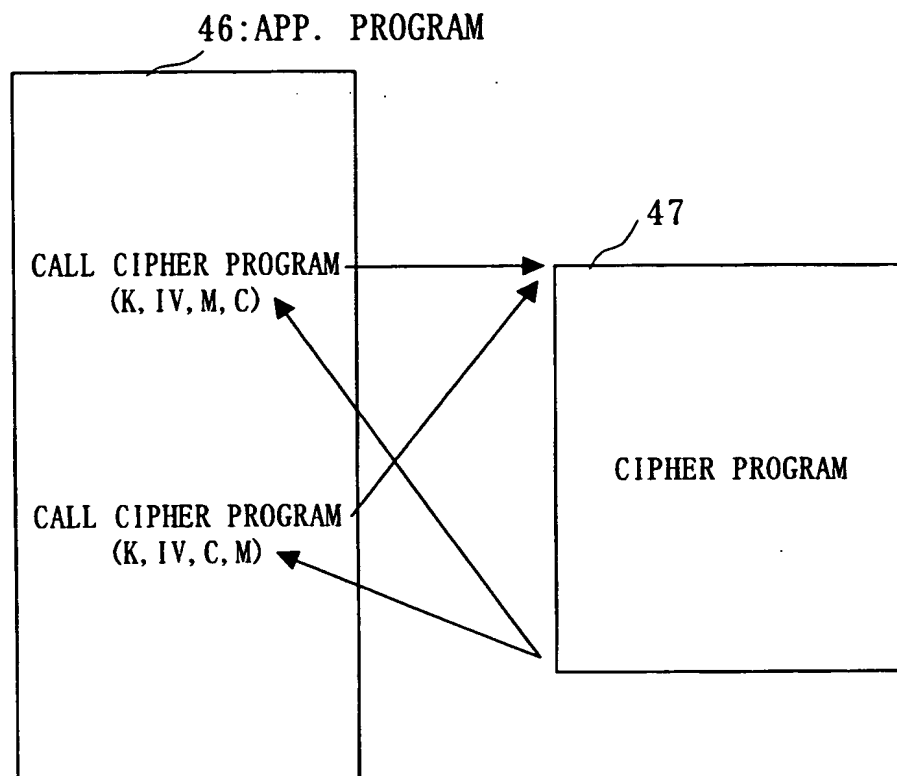 46:APP. PROGRAM
47
CALL CIPHER PROGRAM
(K, IV, M, C)
CIPHER PROGRAM
CALL CIPHER PROGRAM
(K, IV, C, M)